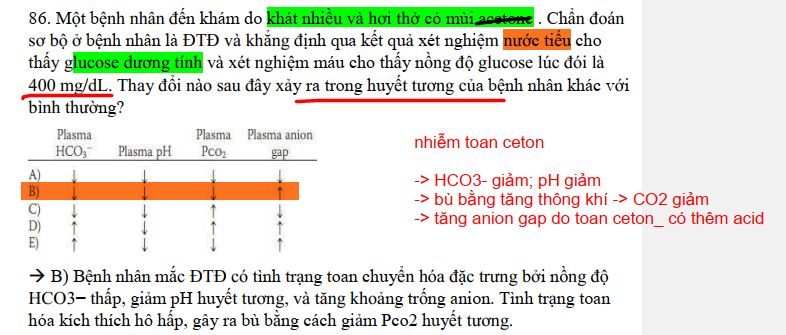 86. Một bệnh nhân đến khám do khát nhiều và hơi thở có mùi acetone . Chẩn đoán
sơ bộ ở bệnh nhân là ĐTĐ và khẳng định qua kết quả xét nghiệm nước tiểu cho
thấy glucose dương tính và xét nghiệm máu cho thấy nồng độ glucose lúc đói là
400 mg/dL. Thay đổi nào sau đây xảy ra trong huyết tương của bệnh nhân khác với
bình thường?
Plasma HCO₃⁻ Plasma pH Plasma Pco₂ Plasma anion gap
A) ↓ ↓ ↓ ↓
B) ↓ ↓ ↓ ↑
C) ↓ ↓ ↑ ↓
D) ↑ ↓ ↑ ↑
E) ↑ ↓ ↓ ↓
nhiễm toan ceton
-> HCO3- giảm; pH giảm
-> bù bằng tăng thông khí -> CO2 giảm
-> tăng anion gap do toan ceton_ có thêm acid
→ B) Bệnh nhân mắc ĐTĐ có tình trạng toan chuyển hóa đặc trưng bởi nồng độ
HCO3− thấp, giảm pH huyết tương, và tăng khoảng trống anion. Tình trạng toan
hóa kích thích hô hấp, gây ra bù bằng cách giảm Pco2 huyết tương.